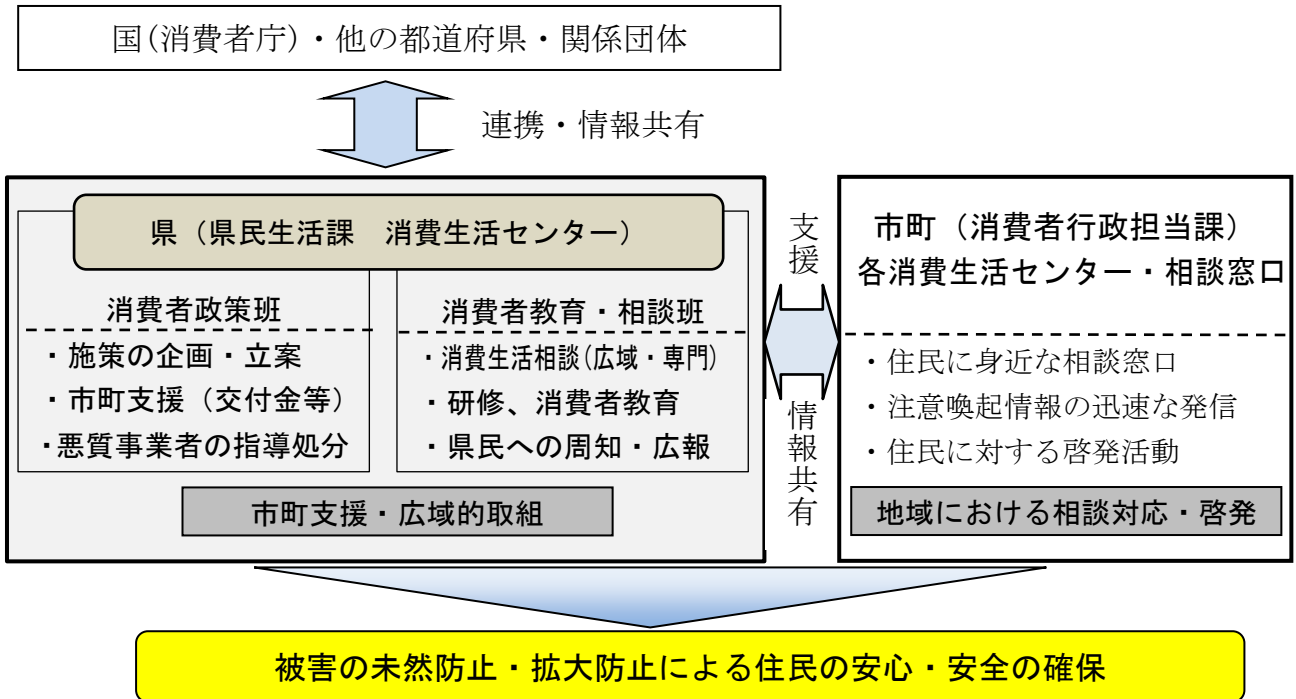 国(消費者庁)・他の都道府県・関係団体
連携・情報共有
県(県民生活課　消費生活センター)
消費者政策班
・施策の企画・立案
・市町支援(交付金等)
・悪質事業者の指導処分
消費者教育・相談班
・消費生活相談(広域・専門)
・研修、消費者教育
・県民への周知・広報
市町支援・広域的取組
支援
情報共有
市町(消費者行政担当課)
各消費生活センター・相談窓口
・住民に身近な相談窓口
・注意喚起情報の迅速な発信
・住民に対する啓発活動
地域における相談対応・啓発
被害の未然防止・拡大防止による住民の安心・安全の確保